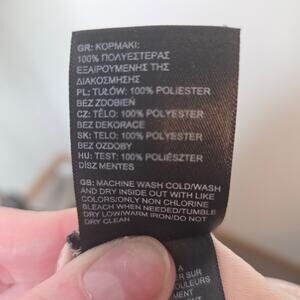 GR: ΚΟΡΜΑΚΙ:
100% ΠΟΛΥΕΣΤΕΡΑΣ
ΕΞΑΙΡΟΥΜΕΝΗΣ ΤΗΣ
ΔΙΑΚΟΣΜΗΣΗΣ
PL: TUŁÓW: 100% POLIESTER
BEZ ZDOBIEŃ
CZ: TĚLO: 100% POLYESTER
BEZ DEKORACE
SK: TELO: 100% POLYESTER
BEZ OZDOBY
HU: TEST: 100% POLIÉSZTER
DÍSZ MENTES
GB: MACHINE WASH COLD/WASH
AND DRY INSIDE OUT WITH LIKE
COLORS/ONLY NON CHLORINE
BLEACH WHEN NEEDED/TUMBLE
DRY LOW/WARM IRON/DO NOT
DRY CLEAN